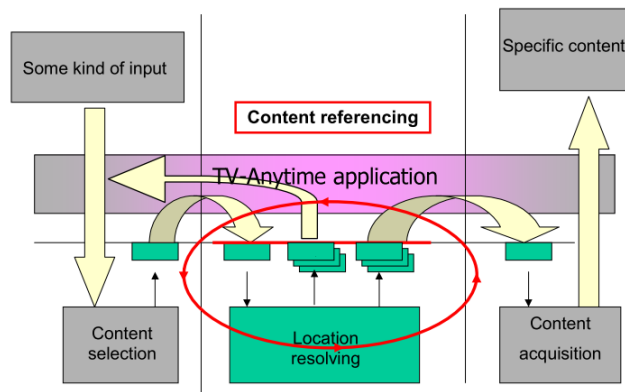 Some kind of input
Specific content
Content referencing
TV-Anytime application
Content
selection
Location
resolving
Content
acquisition